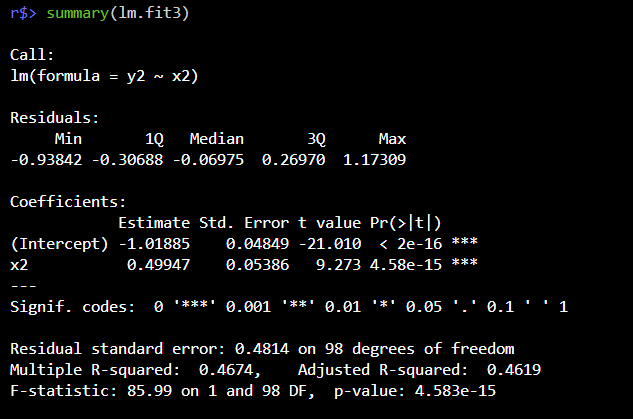 r$> summary(lm.fit3)

Call:
lm(formula = y2 ~ x2)

Residuals:
     Min       1Q   Median       3Q      Max
-0.93842 -0.30688 -0.06975  0.26970  1.17309

Coefficients:
            Estimate Std. Error t value Pr(>|t|)
(Intercept) -1.01885    0.04849 -21.010  < 2e-16 ***
x2           0.49947    0.05386   9.273 4.58e-15 ***
---
Signif. codes:  0 '***' 0.001 '**' 0.01 '*' 0.05 '.' 0.1 ' ' 1

Residual standard error: 0.4814 on 98 degrees of freedom
Multiple R-squared:  0.4674,    Adjusted R-squared:  0.4619
F-statistic: 85.99 on 1 and 98 DF,  p-value: 4.583e-15